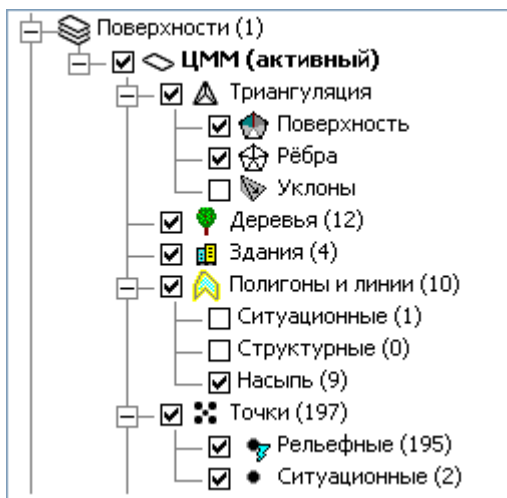 Поверхности (1)
ЦММ (активный)
Триангуляция
Поверхность
Рёбра
Уклоны
Деревья (12)
Здания (4)
Полигоны и линии (10)
Ситуационные (1)
Структурные (0)
Насыпь (9)
Точки (197)
Рельефные (195)
Ситуационные (2)